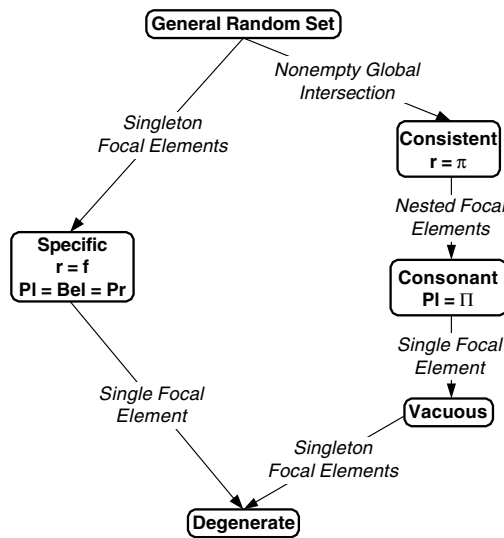 General Random Set
Nonempty Global
Intersection
Singleton
Focal Elements
Consistent
r = π
Nested Focal
Elements
Specific
r = f
Pl = Bel = Pr
Consonant
Pl = Π
Single Focal
Element
Single Focal
Element
Vacuous
Singleton
Focal Elements
Degenerate